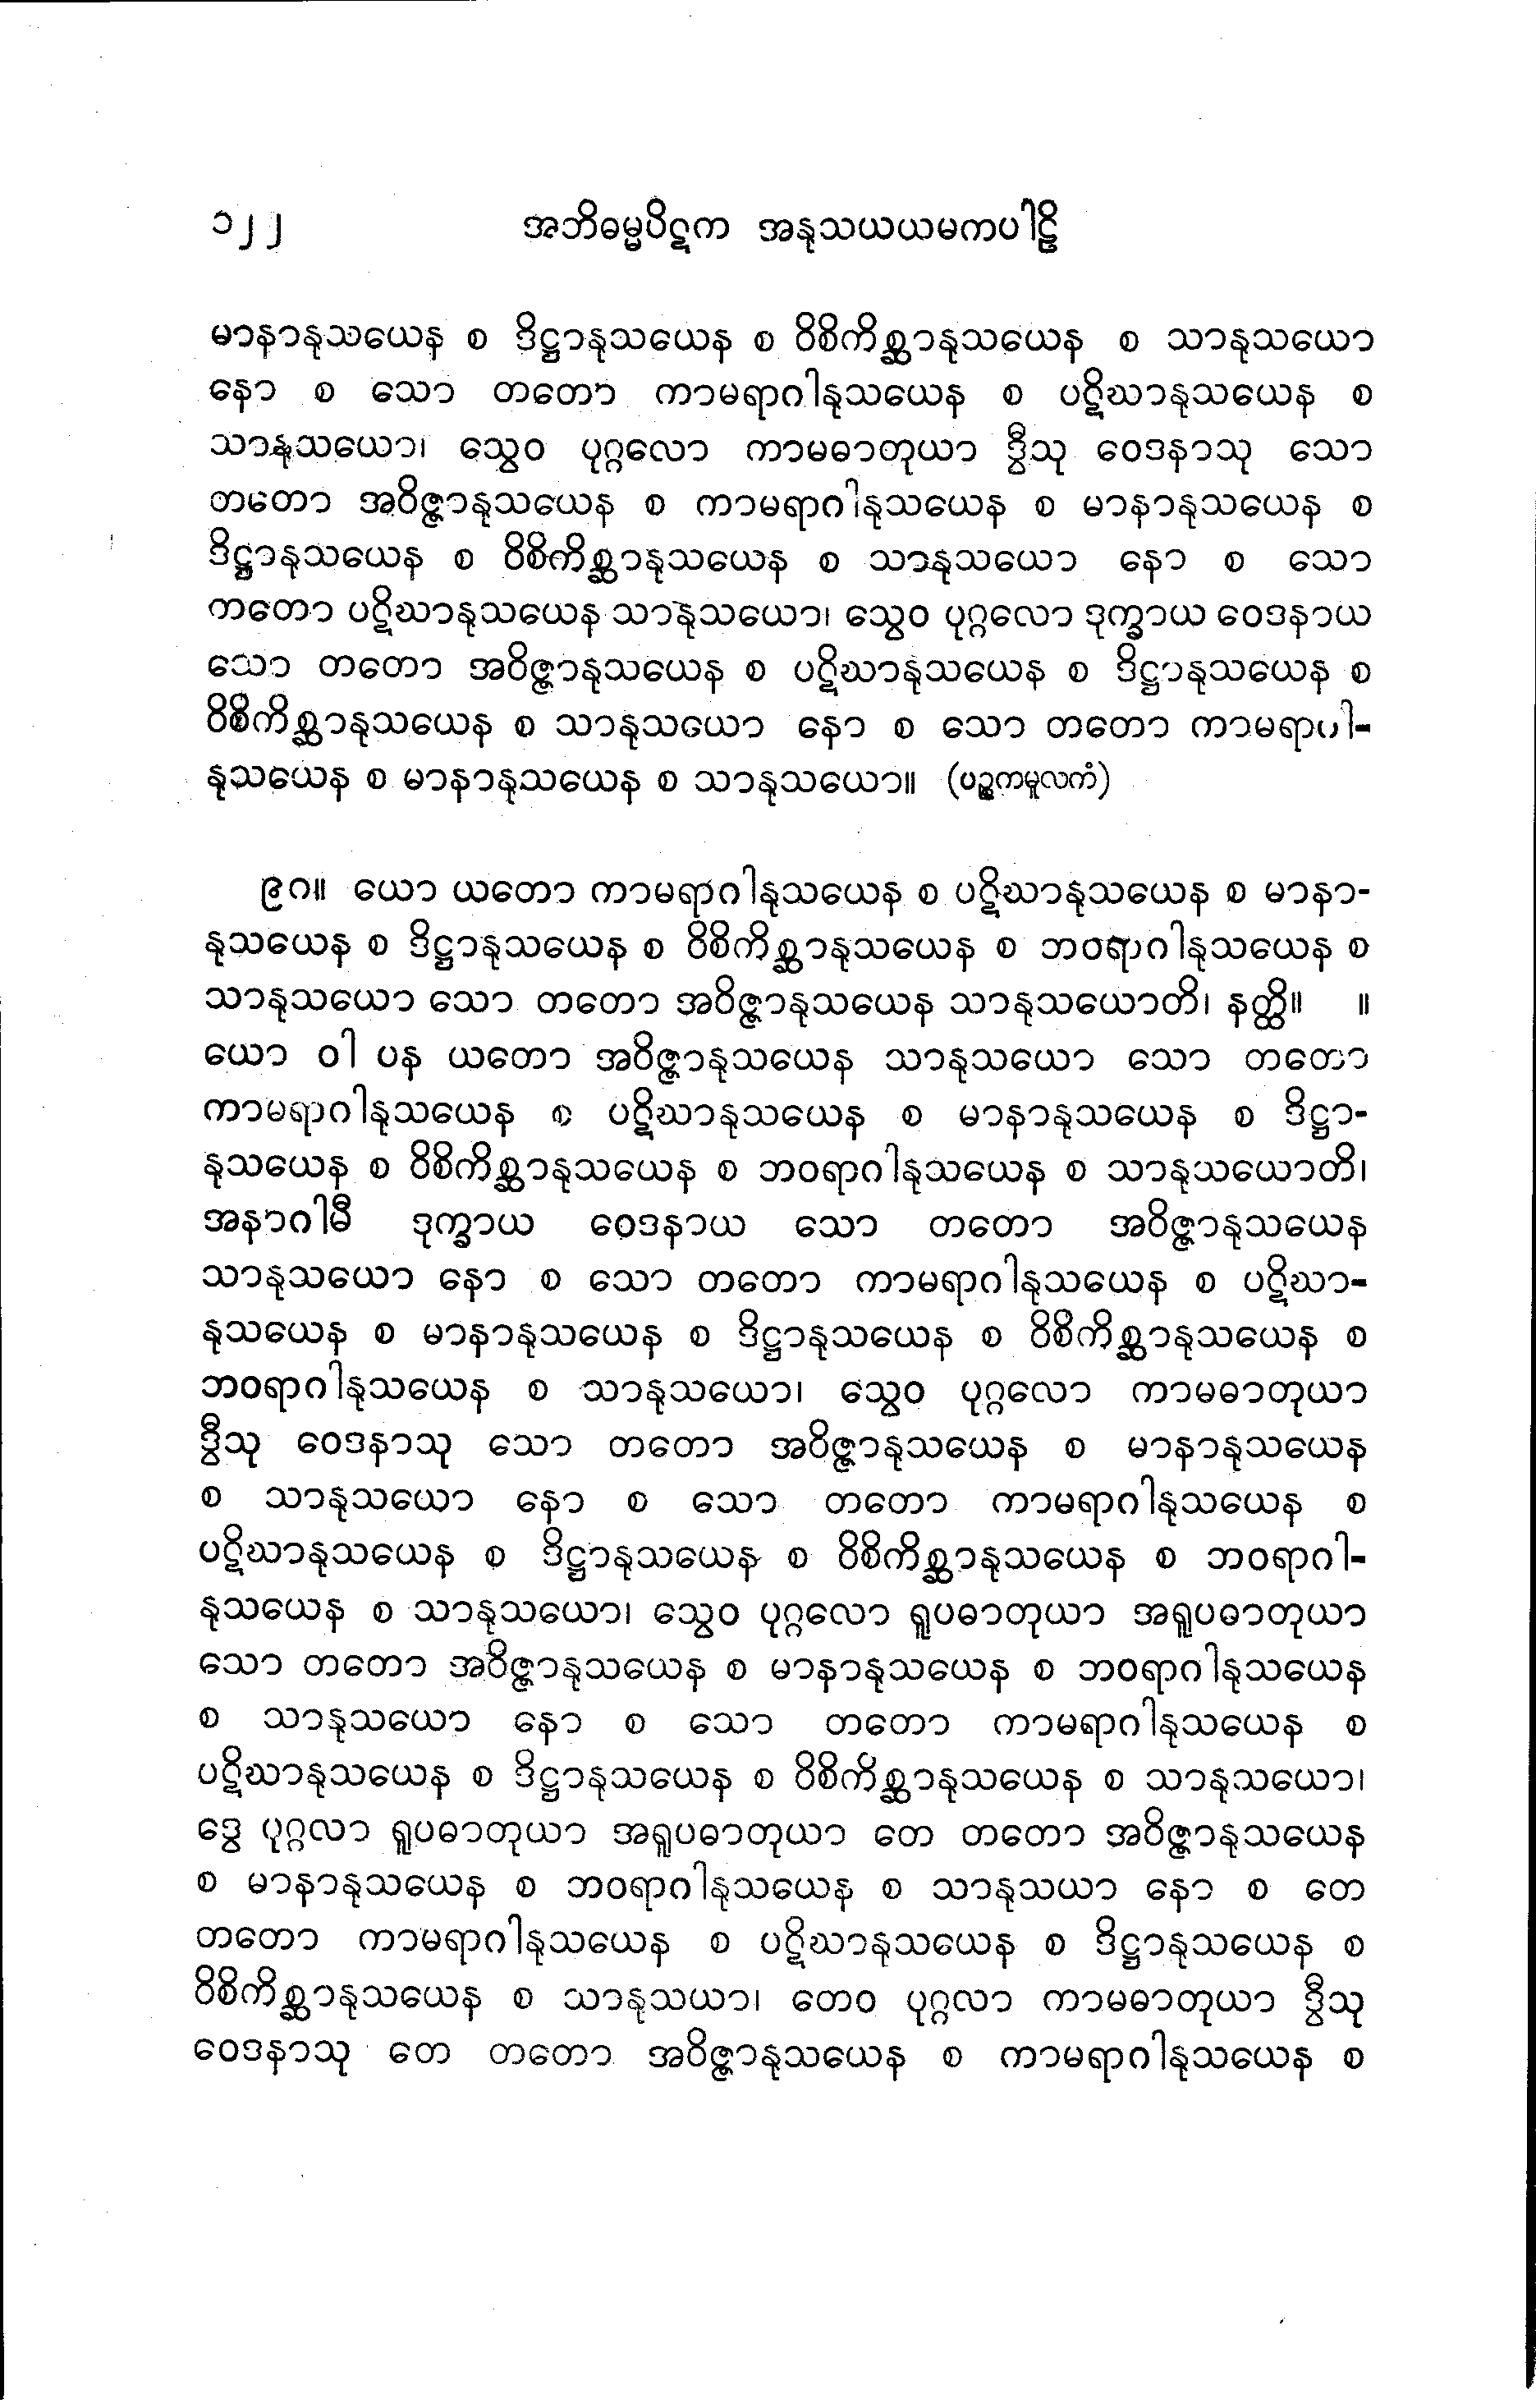 ၁၂၂ အဘိဓမ္မပိဋက အနုသယယမကပါဠိ
မာနာနုသယေန စ ဒိဋ္ဌာနုသယေန စ ဝိစိကိစ္ဆာနုသယေန စ သာနုသယော
နော စ သော တတော ကာမရာဂါနုသယေန စ ပဋိဃာနုသယေန စ
သာနုသယော၊ သွေဝ ပုဂ္ဂလော ကာမဓာတုယာ ဒွီသု ဝေဒနာသု သော
တတော အဝိဇ္ဇာနုသယေန စ ကာမရာဂါနုသယေန စ မာနာနုသယေန စ
ဒိဋ္ဌာနုသယေန စ ဝိစိကိစ္ဆာနုသယေန စ သာနုသယော နော စ သော
တတော ပဋိဃာနုသယေန သာနုသယော၊ သွေဝ ပုဂ္ဂလော ဒုက္ခာယ ဝေဒနာယ
သော တတော အဝိဇ္ဇာနုသယေန စ ပဋိဃာနုသယေန စ ဒိဋ္ဌာနုသယေန စ
ဝိစိကိစ္ဆာနုသယေန စ သာနုသယော နော စ သော တတော ကာမရာဂါ-
နုသယေန စ မာနာနုသယေန စ သာနုသယော။ (ပဉ္စကမူလကံ)
၉ဂ။ ယော ယတော ကာမရာဂါနုသယေန စ ပဋိဃာနုသယေန စ မာနာ-
နုသယေန စ ဒိဋ္ဌာနုသယေန စ ဝိစိကိစ္ဆာနုသယေန စ ဘဝရာဂါနုသယေန စ
သာနုသယော သော တတော အဝိဇ္ဇာနုသယေန သာနုသယောတိ၊ နတ္ထိ။ ။
ယော ဝါ ပန ယတော အဝိဇ္ဇာနုသယေန သာနုသယော သော တတော
ကာမရာဂါနုသယေန စ ပဋိဃာနုသယေန စ မာနာနုသယေန စ ဒိဋ္ဌာ-
နုသယေန စ ဝိစိကိစ္ဆာနုသယေန စ ဘဝရာဂါနုသယေန စ သာနုသယောတိ၊
အနာဂါမီ ဒုက္ခာယ ဝေဒနာယ သော တတော အဝိဇ္ဇာနုသယေန
သာနုသယော နော စ သော တတော ကာမရာဂါနုသယေန စ ပဋိဃာ-
နုသယေန စ မာနာနုသယေန စ ဒိဋ္ဌာနုသယေန စ ဝိစိကိစ္ဆာနုသယေန စ
ဘဝရာဂါနုသယေန စ သာနုသယော၊ သွေဝ ပုဂ္ဂလော ကာမဓာတုယာ
ဒွီသု ဝေဒနာသု သော တတော အဝိဇ္ဇာနုသယေန စ မာနာနုသယေန
စ သာနုသယော နော စ သော တတော ကာမရာဂါနုသယေန စ
ပဋိဃာနုသယေန စ ဒိဋ္ဌာနုသယေန စ ဝိစိကိစ္ဆာနုသယေန စ ဘဝရာဂါ-
နုသယေန စ သာနုသယော၊ သွေဝ ပုဂ္ဂလော ရူပဓာတုယာ အရူပဓာတုယာ
သော တတော အဝိဇ္ဇာနုသယေန စ မာနာနုသယေန စ ဘဝရာဂါနုသယေန
စ သာနုသယော နော စ သော တတော ကာမရာဂါနုသယေန စ
ပဋိဃာနုသယေန စ ဒိဋ္ဌာနုသယေန စ ဝိစိကိစ္ဆာနုသယေန စ သာနုသယော၊
ဒွေ ပုဂ္ဂလာ ရူပဓာတုယာ အရူပဓာတုယာ တေ တတော အဝိဇ္ဇာနုသယေန
စ မာနာနုသယေန စ ဘဝရာဂါနုသယေန စ သာနုသယာ နော စ တေ
တတော ကာမရာဂါနုသယေန စ ပဋိဃာနုသယေန စ ဒိဋ္ဌာနုသယေန စ
ဝိစိကိစ္ဆာနုသယေန စ သာနုသယာ၊ တေဝ ပုဂ္ဂလာ ကာမဓာတုယာ ဒွီသု
ဝေဒနာသု တေ တတော အဝိဇ္ဇာနုသယေန စ ကာမရာဂါနုသယေန စ